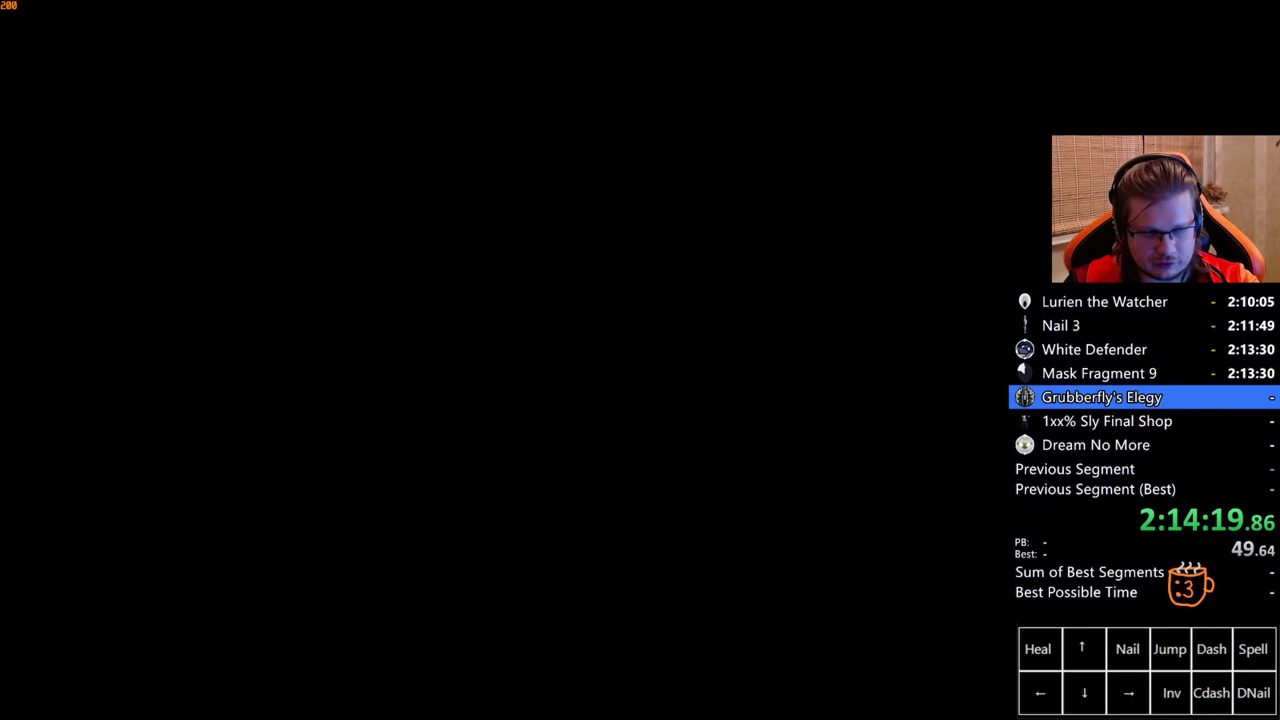 200
Lurien the Watcher - 2:10:05
Nail 3 - 2:11:49
White Defender - 2:13:30
Mask Fragment 9 - 2:13:30
Grubberfly's Elegy -
1xx% Sly Final Shop -
Dream No More -
Previous Segment -
Previous Segment (Best) -
2:14:19.86
PB: -
49.64
Best: -
Sum of Best Segments -
:3
Best Possible Time -
Heal ↑ Nail Jump Dash Spell
← ↓ → Inv Cdash DNail